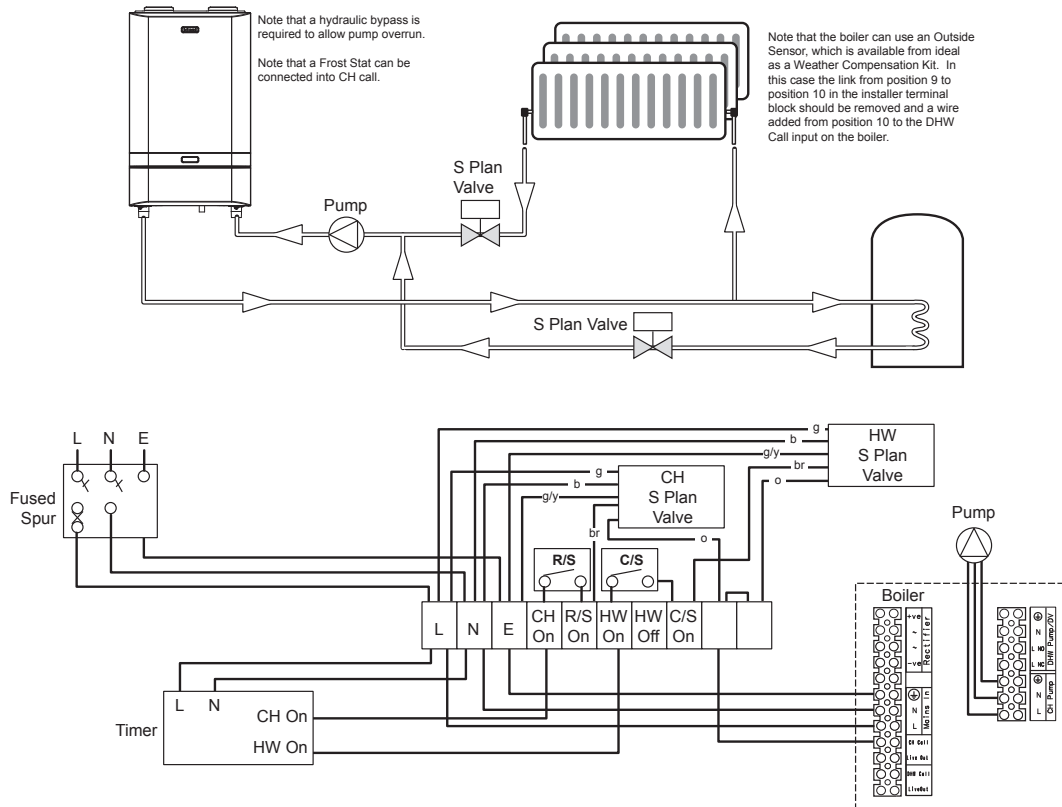 Note that a hydraulic bypass is
required to allow pump overrun.
Note that a Frost Stat can be
connected into CH call.
Note that the boiler can use an Outside
Sensor, which is available from ideal
as a Weather Compensation Kit. In
this case the link from position 9 to
position 10 in the installer terminal
block should be removed and a wire
added from position 10 to the DHW
Call input on the boiler.
S Plan
Valve
Pump
S Plan Valve
L N E
Fused
Spur
g
b
g/y
br
o
HW
S Plan
Valve
g
b
g/y
br
o
CH
S Plan
Valve
Pump
R/S
C/S
L
N
E
CH
On
R/S
On
HW
On
HW
Off
C/S
On
Boiler
+ve
~
~
-ve
Rectifier
N
L
Mains in
CH Call
Live Out
DHW Call
LiveOut
N
L NO
L NC
DHW Pump/DV
N
L
CH Pump
Timer
L N
CH On
HW On